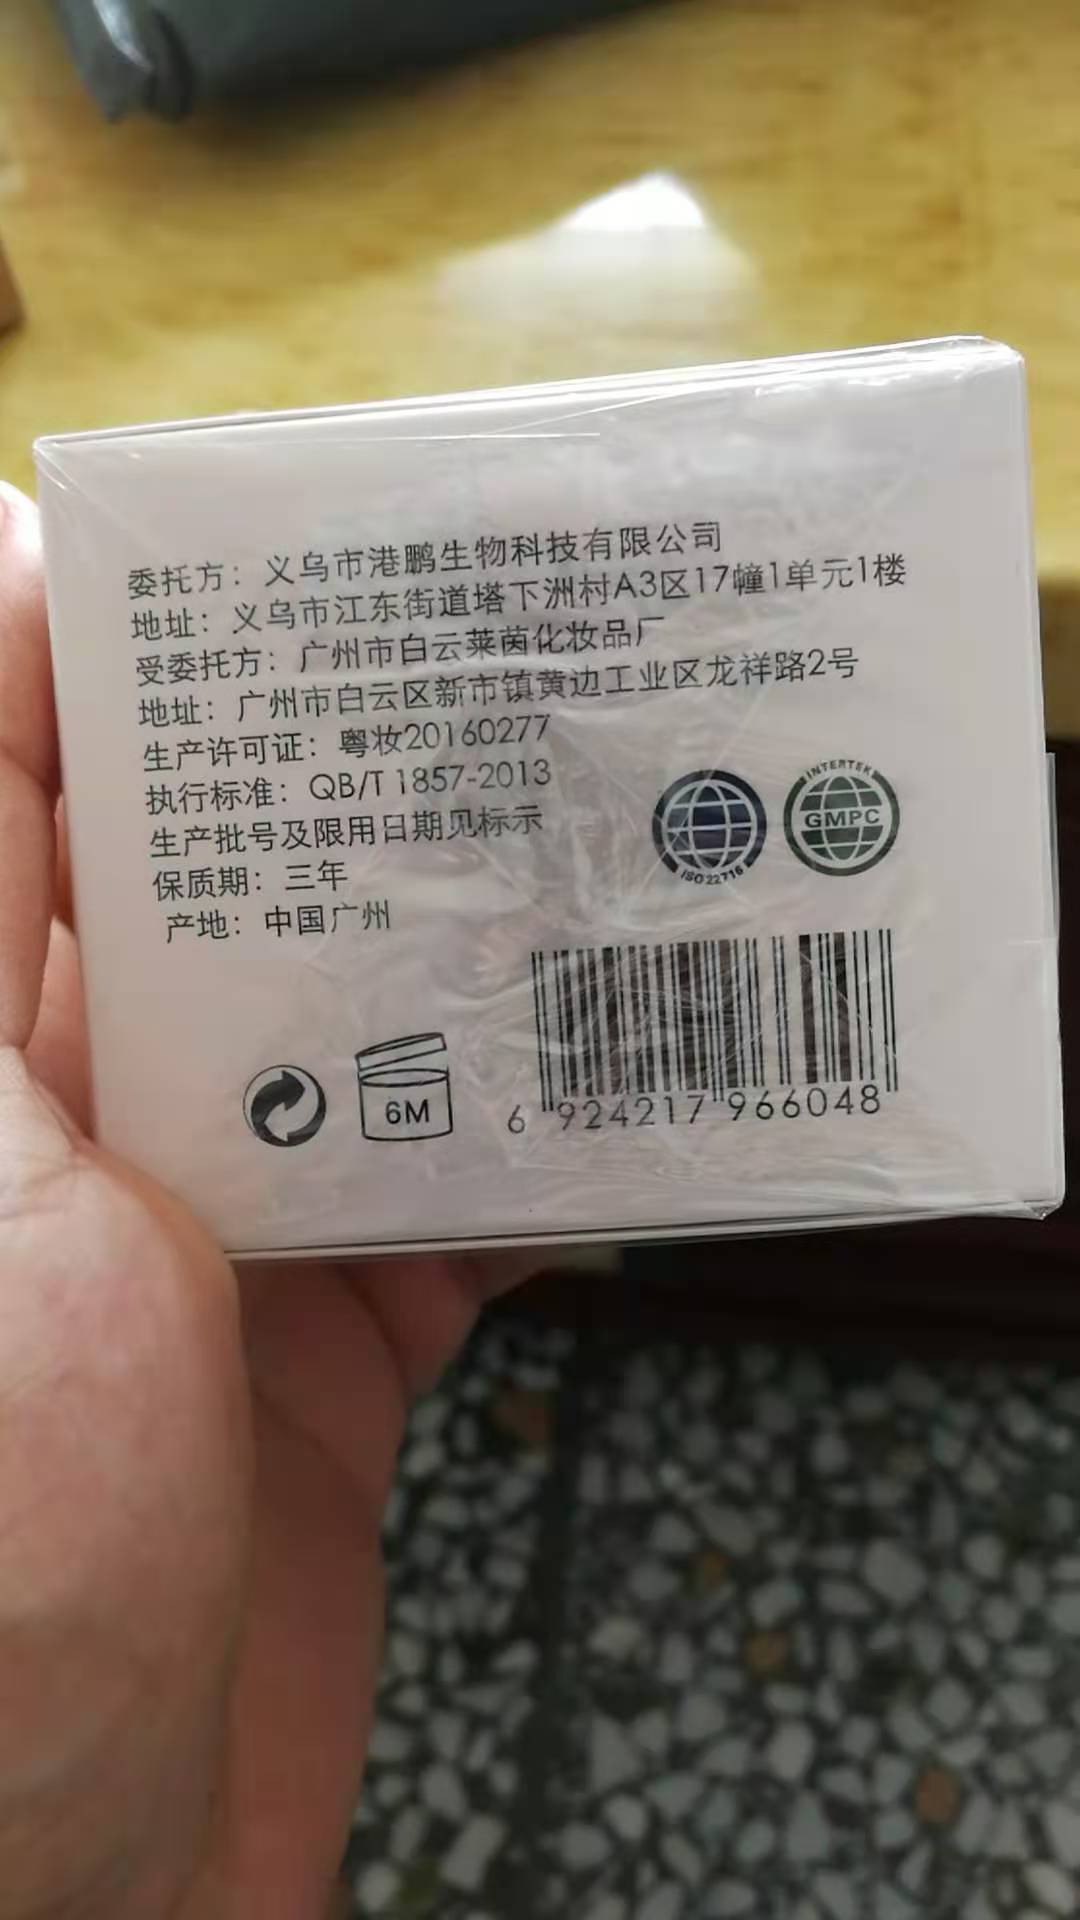 委托方：义乌市港鹏生物科技有限公司
地址：义乌市江东街道塔下洲村A3区17幢1单元1楼
受委托方：广州市白云莱茵化妆品厂
地址：广州市白云区新市镇黄边工业区龙祥路2号
生产许可证：粤妆20160277
执行标准：QB/T 1857-2013
生产批号及限用日期见标示
保质期：三年
产地：中国广州
ISO 22716
INTERTEK
GMPC
6M
6 924217 966048